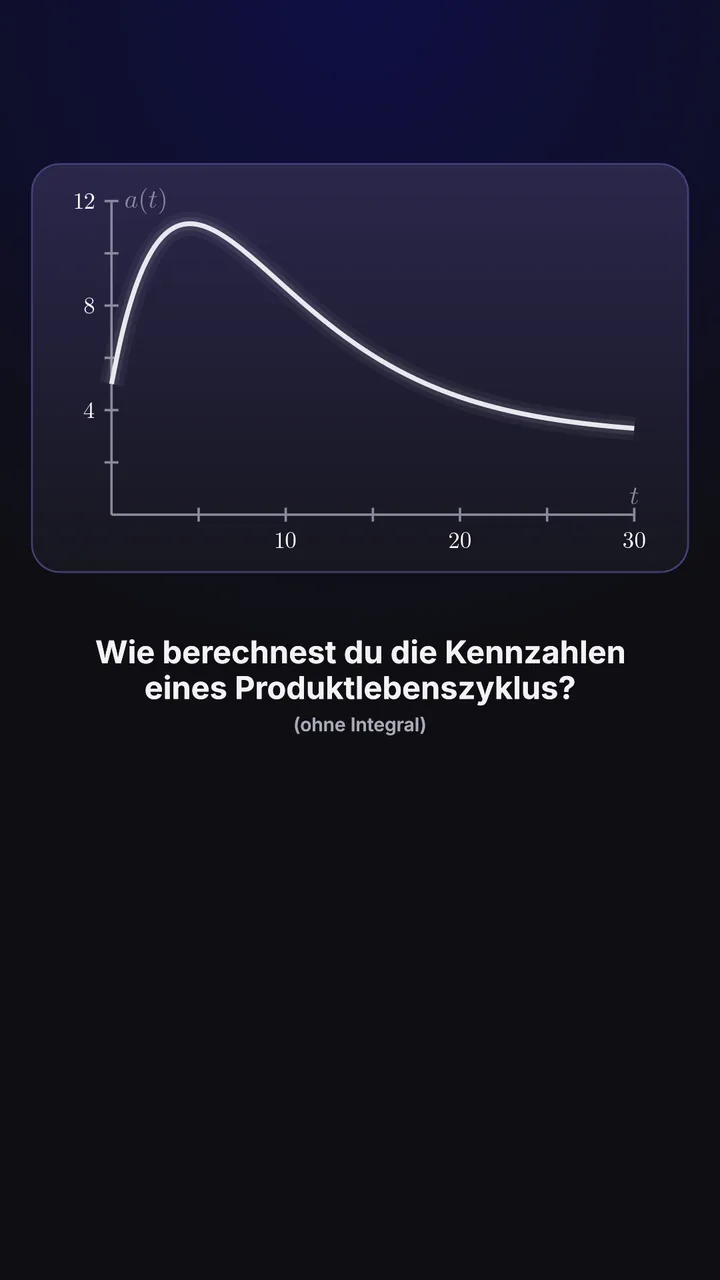 12 a(t)
8
4
t
10 20 30
Wie berechnest du die Kennzahlen
eines Produktlebenszyklus?
(ohne Integral)